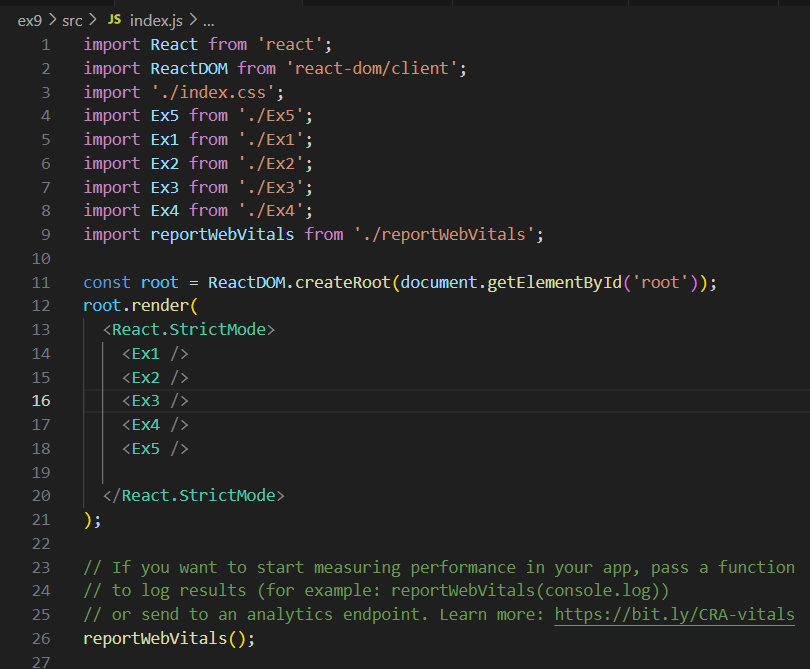 ex9 > src > JS index.js > ...
1 import React from 'react';
2 import ReactDOM from 'react-dom/client';
3 import './index.css';
4 import Ex5 from './Ex5';
5 import Ex1 from './Ex1';
6 import Ex2 from './Ex2';
7 import Ex3 from './Ex3';
8 import Ex4 from './Ex4';
9 import reportWebVitals from './reportWebVitals';
10
11 const root = ReactDOM.createRoot(document.getElementById('root'));
12 root.render(
13   <React.StrictMode>
14     <Ex1 />
15     <Ex2 />
16     <Ex3 />
17     <Ex4 />
18     <Ex5 />
19
20   </React.StrictMode>
21 );
22
23 // If you want to start measuring performance in your app, pass a function
24 // to log results (for example: reportWebVitals(console.log))
25 // or send to an analytics endpoint. Learn more: https://bit.ly/CRA-vitals
26 reportWebVitals();
27